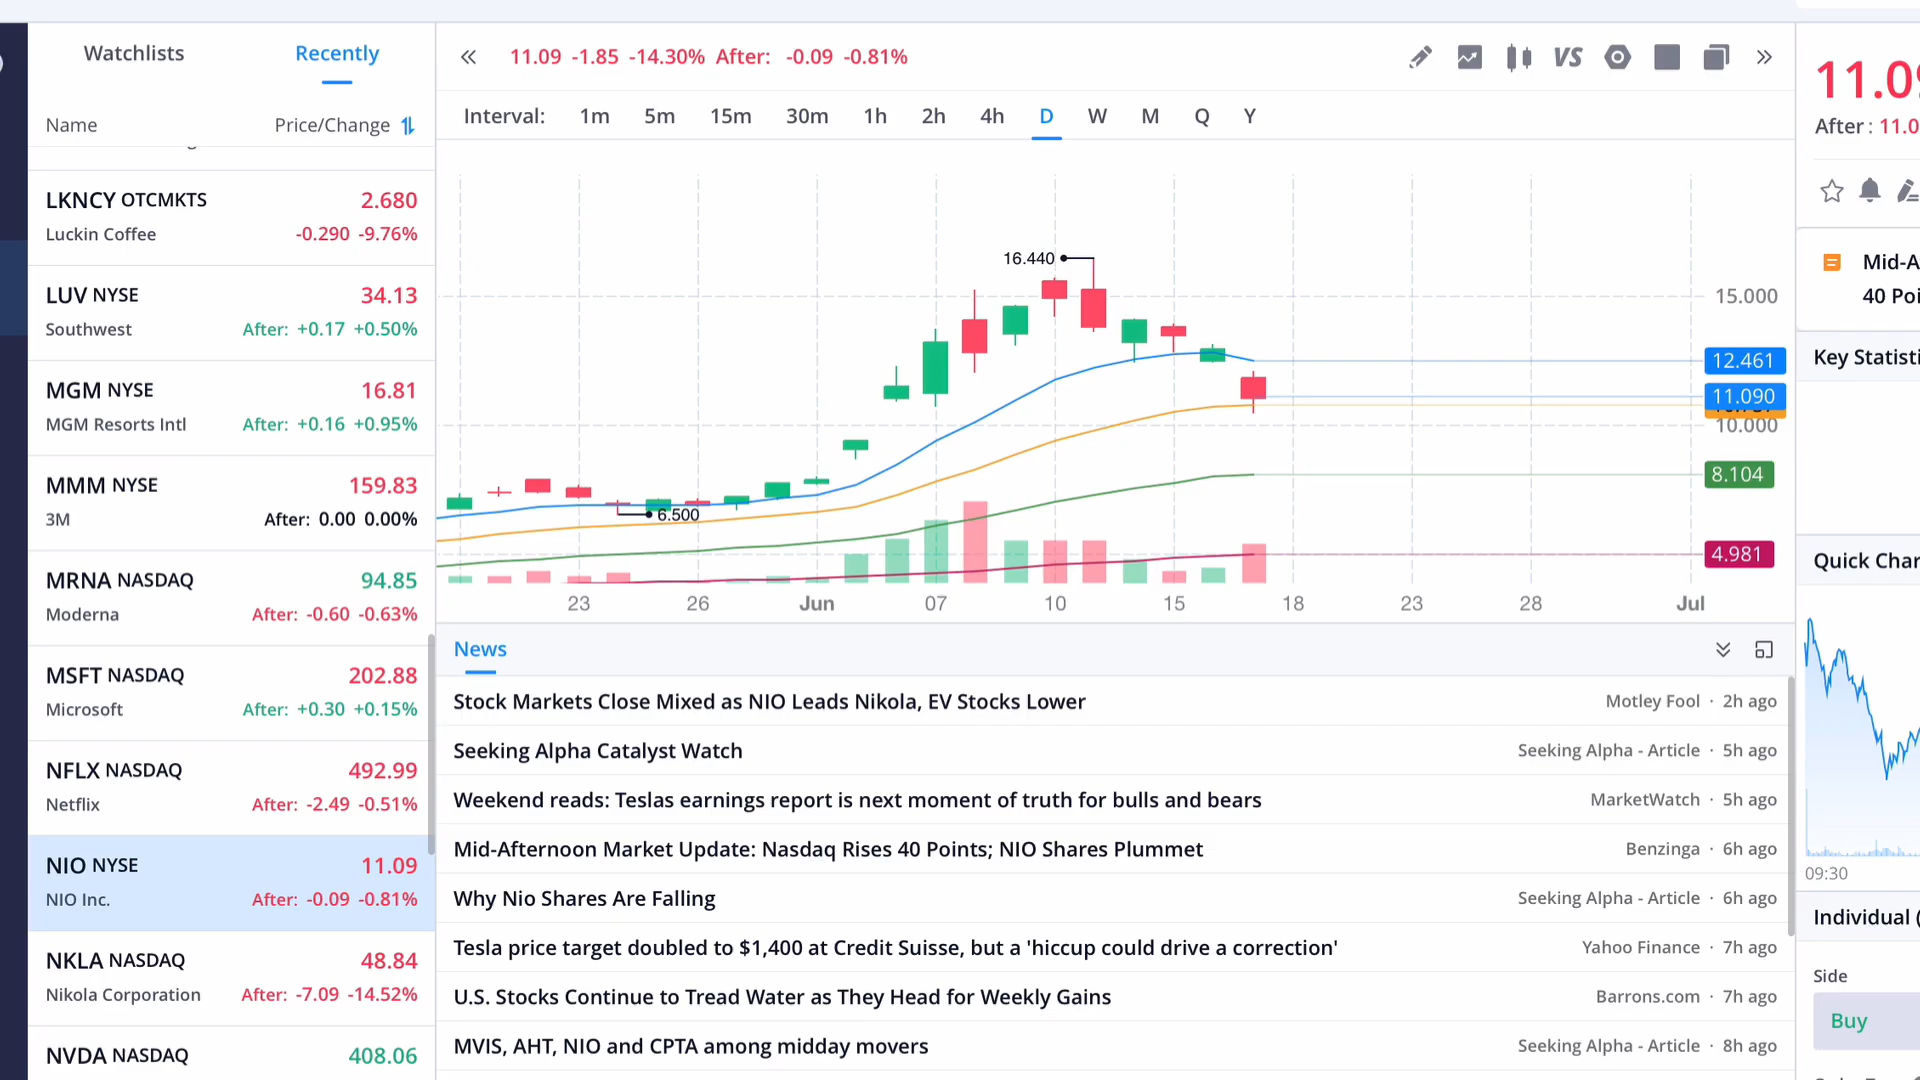 Watchlists Recently
Name Price/Change
LKNCY OTCMKTS 2.680
Luckin Coffee -0.290 -9.76%
LUV NYSE 34.13
Southwest After: +0.17 +0.50%
MGM NYSE 16.81
MGM Resorts Intl After: +0.16 +0.95%
MMM NYSE 159.83
3M After: 0.00 0.00%
MRNA NASDAQ 94.85
Moderna After: -0.60 -0.63%
MSFT NASDAQ 202.88
Microsoft After: +0.30 +0.15%
NFLX NASDAQ 492.99
Netflix After: -2.49 -0.51%
NIO NYSE 11.09
NIO Inc. After: -0.09 -0.81%
NKLA NASDAQ 48.84
Nikola Corporation After: -7.09 -14.52%
NVDA NASDAQ 408.06
11.09 -1.85 -14.30% After: -0.09 -0.81%
VS
Interval: 1m 5m 15m 30m 1h 2h 4h D W M Q Y
16.440
6.500
15.000
12.461
11.090
10.000
8.104
4.981
23 26 Jun 07 10 15 18 23 28 Jul
News
Stock Markets Close Mixed as NIO Leads Nikola, EV Stocks Lower Motley Fool · 2h ago
Seeking Alpha Catalyst Watch Seeking Alpha - Article · 5h ago
Weekend reads: Teslas earnings report is next moment of truth for bulls and bears MarketWatch · 5h ago
Mid-Afternoon Market Update: Nasdaq Rises 40 Points; NIO Shares Plummet Benzinga · 6h ago
Why Nio Shares Are Falling Seeking Alpha - Article · 6h ago
Tesla price target doubled to $1,400 at Credit Suisse, but a 'hiccup could drive a correction' Yahoo Finance · 7h ago
U.S. Stocks Continue to Tread Water as They Head for Weekly Gains Barrons.com · 7h ago
MVIS, AHT, NIO and CPTA among midday movers Seeking Alpha - Article · 8h ago
11.09
After : 11.0
Mid-A
40 Poi
Key Statisti
Quick Char
09:30
Individual (
Side
Buy